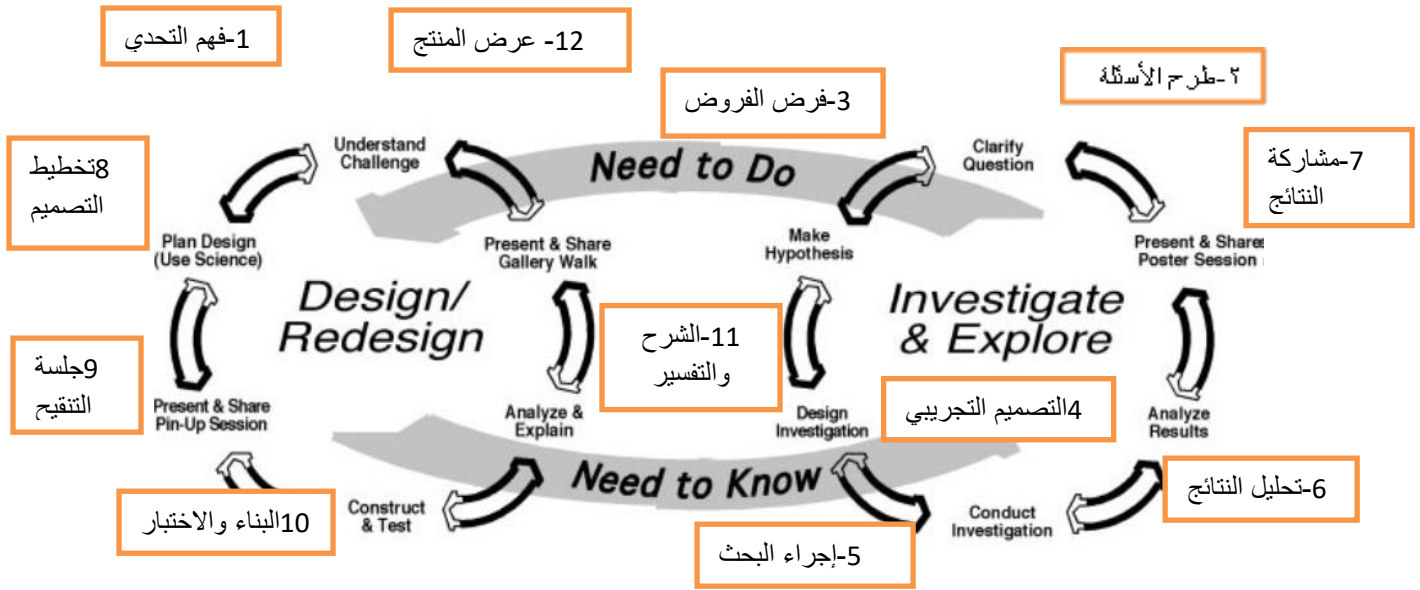 1-فهم التحدي
12- عرض المنتج
3-فرض الفروض
٢-طرح الأسئلة
8تخطيط
التصميم
Understand
Challenge
Need to Do
Clarify
Question
7-مشاركة
النتائج
Plan Design
(Use Science)
Present & Share
Gallery Walk
Make
Hypothesis
Present & Share
Poster Session
Design/
Redesign
Investigate
& Explore
11-الشرح
والتفسير
9جلسة
التنقيح
Present & Share
Pin-Up Session
Analyze &
Explain
Design
Investigation
4التصميم التجريبي
Analyze
Results
Need to Know
10البناء والاختبار
Construct
& Test
5-إجراء البحث
Conduct
Investigation
6-تحليل النتائج